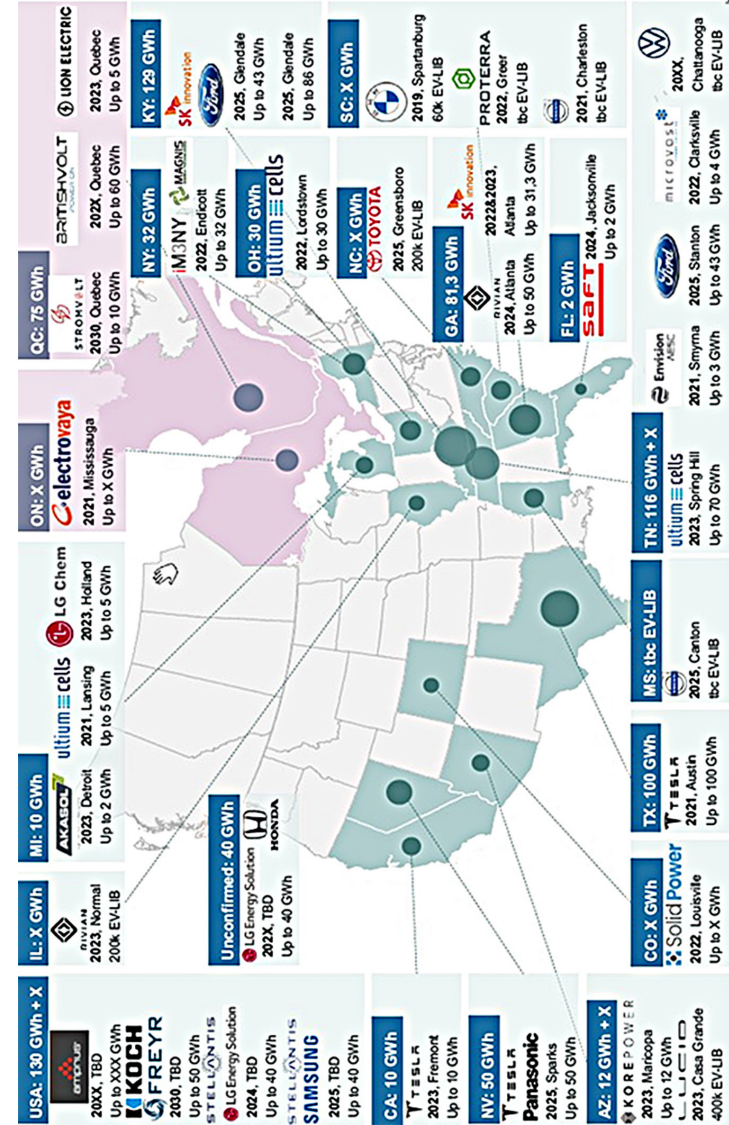 USA: 130 GWh + X
amprius
20XX, TBD
Up to XXX GWh
KOCH
FREYR
2030, TBD
Up to 50 GWh
STELLANTIS
LG Energy Solution
2024, TBD
Up to 40 GWh
STELLANTIS
SAMSUNG
2025, TBD
Up to 40 GWh
IL: X GWh
RIVIAN
2023, Normal
200k EV-LIB
MI: 10 GWh
AKASOL
2023, Detroit
Up to 2 GWh
ultium cells
2021, Lansing
Up to 5 GWh
LG Chem
2023, Holland
Up to 5 GWh
ON: X GWh
electrovaya
2021, Mississauga
Up to X GWh
QC: 75 GWh
STROMVOLT
2030, Quebec
Up to 10 GWh
BRITISHVOLT
202X, Quebec
Up to 60 GWh
LION ELECTRIC
2023, Quebec
Up to 5 GWh
Unconfirmed: 40 GWh
LG Energy Solution
HONDA
202X, TBD
Up to 40 GWh
NY: 32 GWh
iM3NY
MAGNIS
2022, Endicott
Up to 32 GWh
KY: 129 GWh
SK innovation
Ford
2025, Glendale
Up to 43 GWh
2025, Glendale
Up to 86 GWh
OH: 30 GWh
ultium cells
2022, Lordstown
Up to 30 GWh
NC: X GWh
TOYOTA
2025, Greensboro
200k EV-LIB
SC: X GWh
BMW
2019, Spartanburg
60k EV-LIB
PROTERRA
2022, Greer
tbc EV-LIB
2021, Charleston
tbc EV-LIB
GA: 81,3 GWh
RIVIAN
2024, Atlanta
Up to 50 GWh
SK innovation
2022&2023,
Atlanta
Up to 31,3 GWh
FL: 2 GWh
saft
2024, Jacksonville
Up to 2 GWh
CA: 10 GWh
TESLA
2023, Fremont
Up to 10 GWh
NV: 50 GWh
TESLA
Panasonic
2025, Sparks
Up to 50 GWh
AZ: 12 GWh + X
KOREPOWER
2023, Maricopa
Up to 12 GWh
LUCID
2023, Casa Grande
400k EV-LIB
CO: X GWh
Solid Power
2022, Louisville
Up to X GWh
TX: 100 GWh
TESLA
2021, Austin
Up to 100 GWh
MS: tbc EV-LIB
2025, Canton
tbc EV-LIB
TN: 116 GWh + X
ultium cells
2023, Spring Hill
Up to 70 GWh
Envision
AESC
2021, Smyrna
Up to 3 GWh
Ford
2025, Stanton
Up to 43 GWh
microvast
2022, Clarksville
Up to 4 GWh
20XX,
Chattanooga
tbc EV-LIB